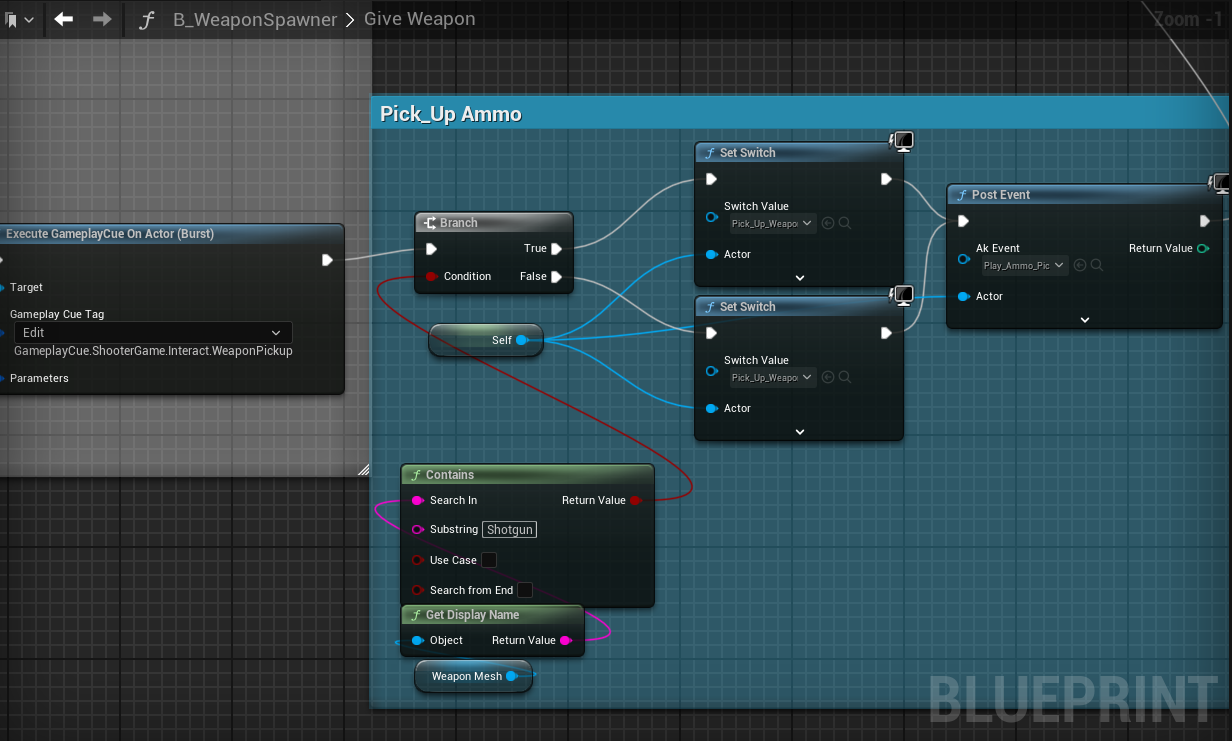 B_WeaponSpawner > Give Weapon
Zoom -1
Pick_Up Ammo
Execute GameplayCue On Actor (Burst)
Target
Gameplay Cue Tag
Edit
GameplayCue.ShooterGame.Interact.WeaponPickup
Parameters
Branch
True
Condition
False
Self
Set Switch
Switch Value
Pick_Up_Weapo
Actor
Set Switch
Switch Value
Pick_Up_Weapo
Actor
Post Event
Ak Event
Return Value
Play_Ammo_Pic
Actor
Contains
Search In
Return Value
Substring Shotgun
Use Case
Search from End
Get Display Name
Object
Return Value
Weapon Mesh
BLUEPRINT